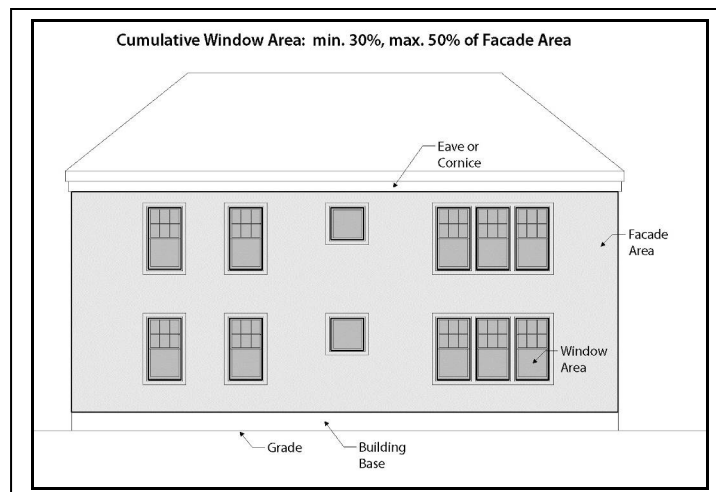 Cumulative Window Area: min. 30%, max. 50% of Facade Area
Eave or
Cornice
Facade
Area
Window
Area
Grade
Building
Base